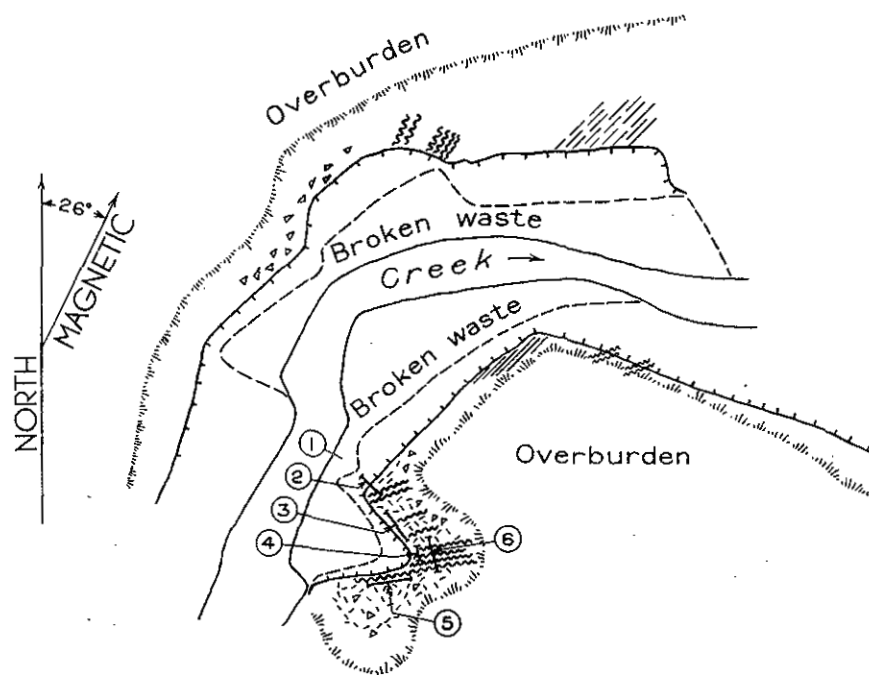 Overburden
26°
NORTH
MAGNETIC
Broken waste
Creek
Broken waste
Overburden
1
2
3
4
6
5